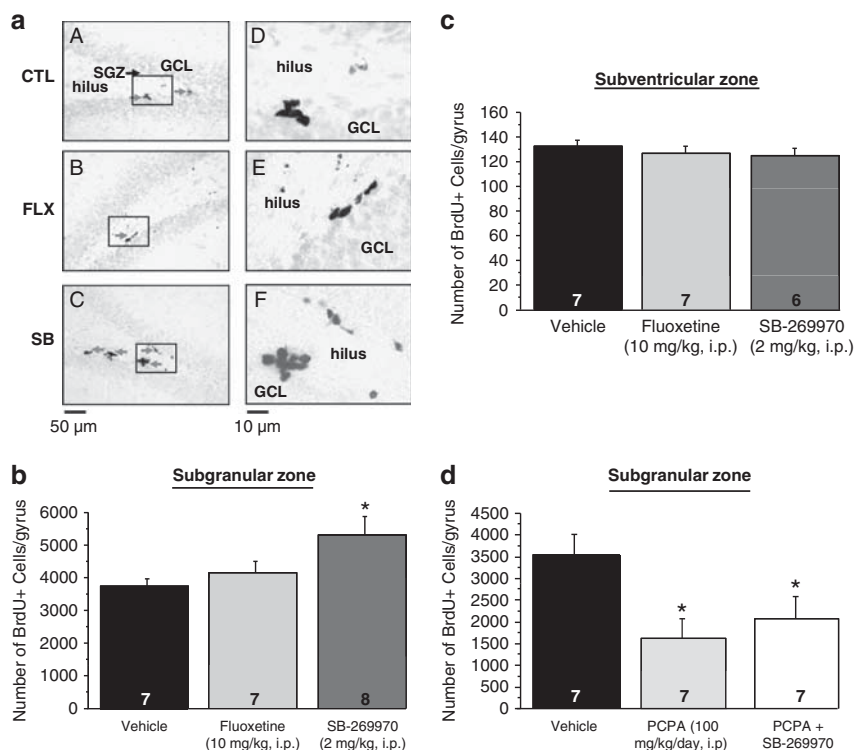 a
CTL
A
SGZ
GCL
hilus
D
hilus
GCL
FLX
B
E
hilus
GCL
SB
C
F
hilus
GCL
50 µm
10 µm
c
Subventricular zone
Number of BrdU+ Cells/gyrus
160
140
120
100
80
60
40
20
0
7
7
6
Vehicle
Fluoxetine
(10 mg/kg, i.p.)
SB-269970
(2 mg/kg, i.p.)
b
Subgranular zone
Number of BrdU+ Cells/gyrus
6000
5000
4000
3000
2000
1000
0
*
7
7
8
Vehicle
Fluoxetine
(10 mg/kg, i.p.)
SB-269970
(2 mg/kg, i.p.)
d
Subgranular zone
Number of BrdU+ Cells/gyrus
4500
4000
3500
3000
2500
2000
1500
1000
500
0
*
*
7
7
7
Vehicle
PCPA (100
mg/kg/day, i.p)
PCPA +
SB-269970